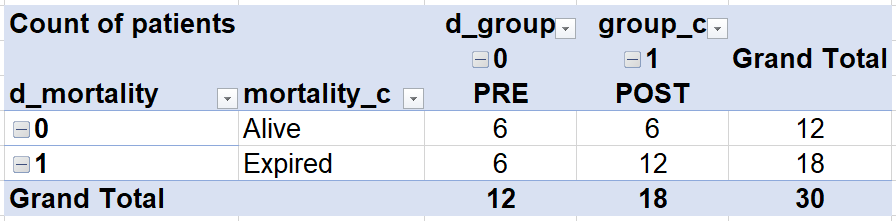 Count of patients d_group group_c
0 1 Grand Total
d_mortality mortality_c PRE POST
0 Alive 6 6 12
1 Expired 6 12 18
Grand Total 12 18 30